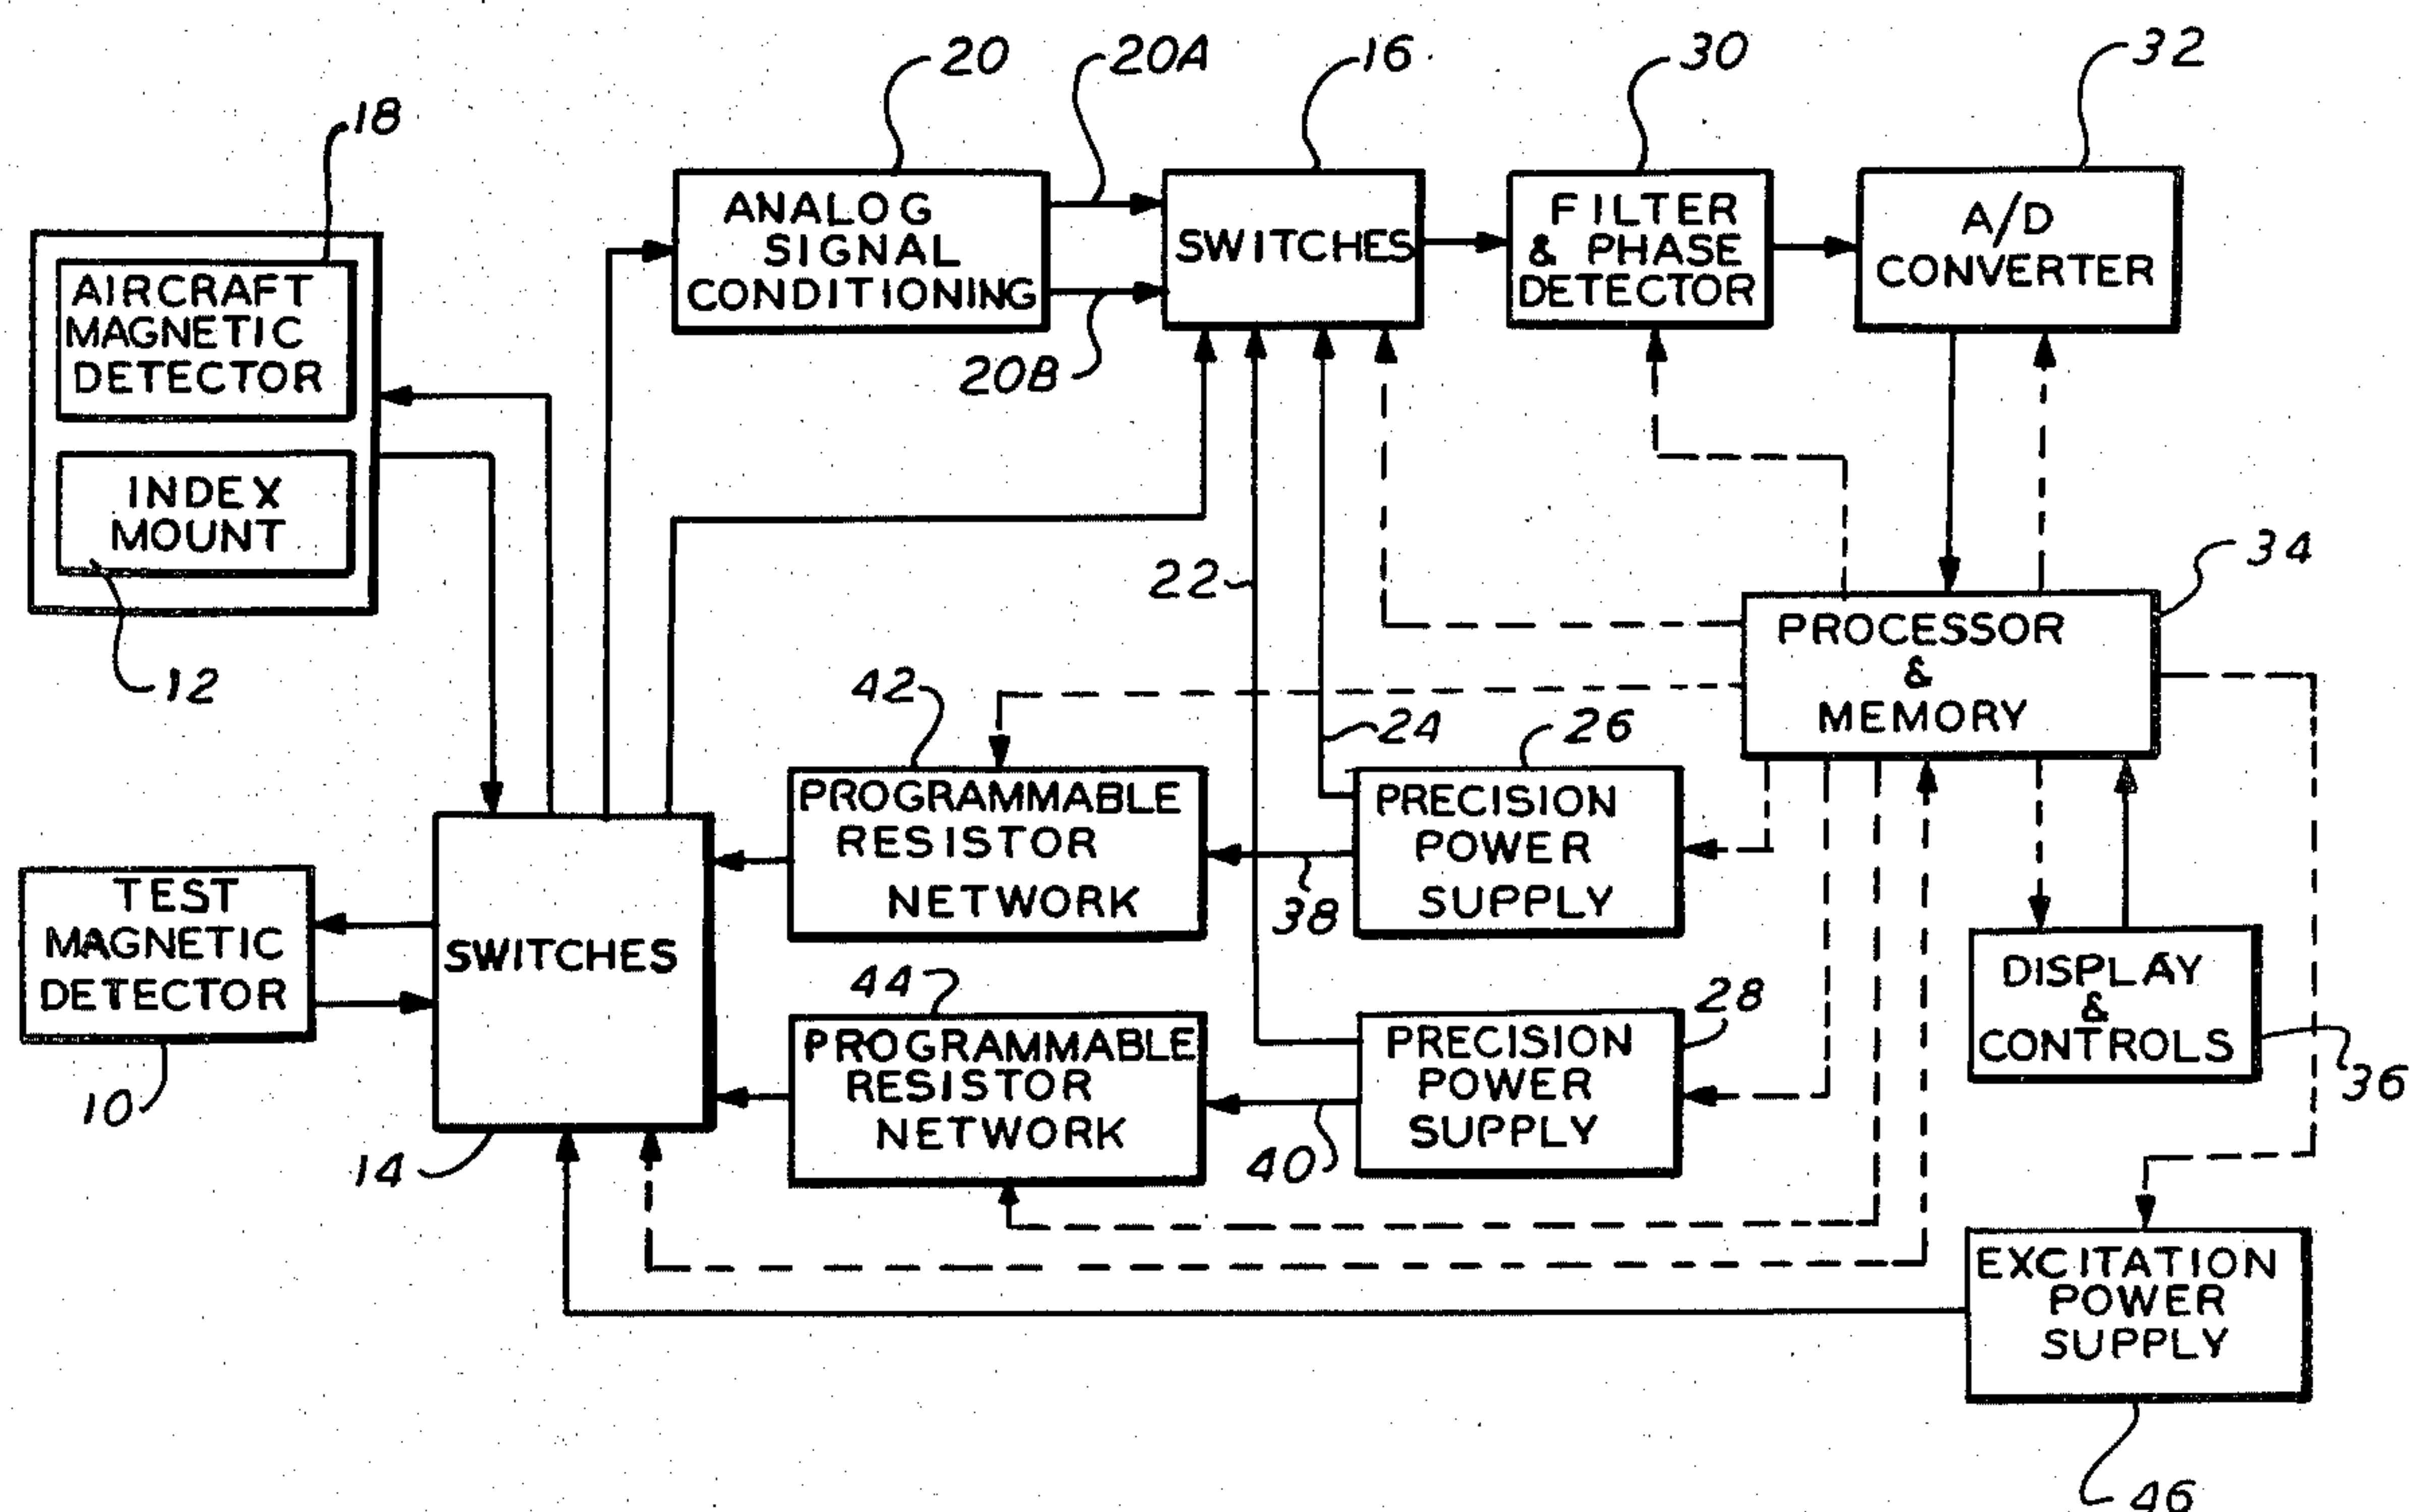 20
20A
16
30
32
18
ANALOG
SIGNAL
CONDITIONING
SWITCHES
FILTER
& PHASE
DETECTOR
A/D
CONVERTER
20B
AIRCRAFT
MAGNETIC
DETECTOR
INDEX
MOUNT
12
22
34
PROCESSOR
&
MEMORY
42
24
26
PROGRAMMABLE
RESISTOR
NETWORK
38
PRECISION
POWER
SUPPLY
TEST
MAGNETIC
DETECTOR
10
SWITCHES
14
44
PROGRAMMABLE
RESISTOR
NETWORK
40
28
PRECISION
POWER
SUPPLY
DISPLAY
&
CONTROLS
36
EXCITATION
POWER
SUPPLY
46